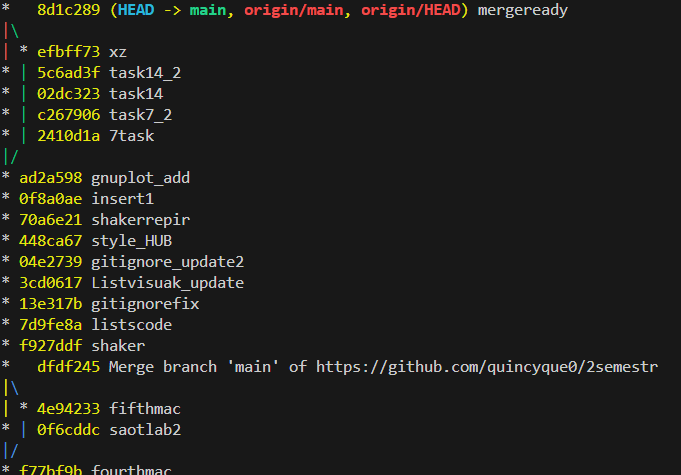 *   8d1c289 (HEAD -> main, origin/main, origin/HEAD) mergeready
|\
| * efbff73 xz
* | 5c6ad3f task14_2
* | 02dc323 task14
* | c267906 task7_2
* | 2410d1a 7task
|/
* ad2a598 gnuplot_add
* 0f8a0ae insert1
* 70a6e21 shakerrepir
* 448ca67 style_HUB
* 04e2739 gitignore_update2
* 3cd0617 Listvisuak_update
* 13e317b gitignorefix
* 7d9fe8a listscode
* f927ddf shaker
*   dfdf245 Merge branch 'main' of https://github.com/quincyque0/2semestr
|\
| * 4e94233 fifthmac
* | 0f6cddc saotlab2
|/
* f77bf9b fourthmac